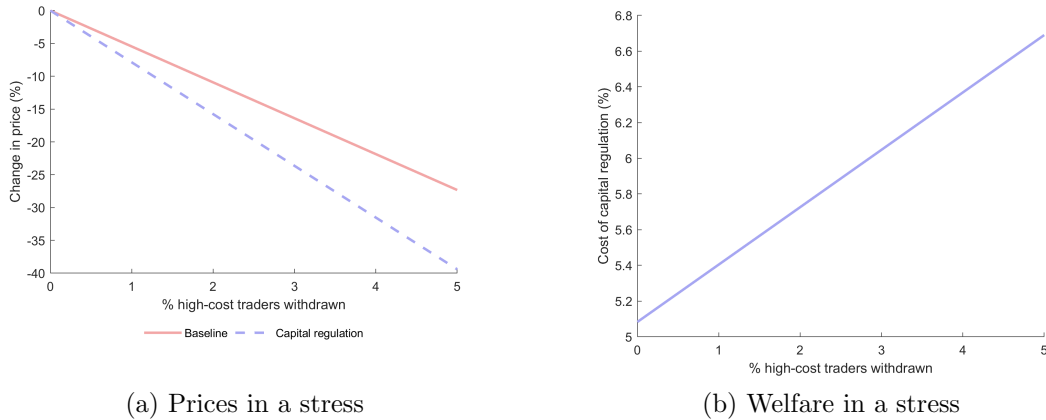 0
-5
-10
-15
-20
-25
-30
-35
-40
Change in price (%)
0 1 2 3 4 5
% high-cost traders withdrawn
Baseline Capital regulation
(a) Prices in a stress
6.8
6.6
6.4
6.2
6
5.8
5.6
5.4
5.2
5
Cost of capital regulation (%)
0 1 2 3 4 5
% high-cost traders withdrawn
(b) Welfare in a stress